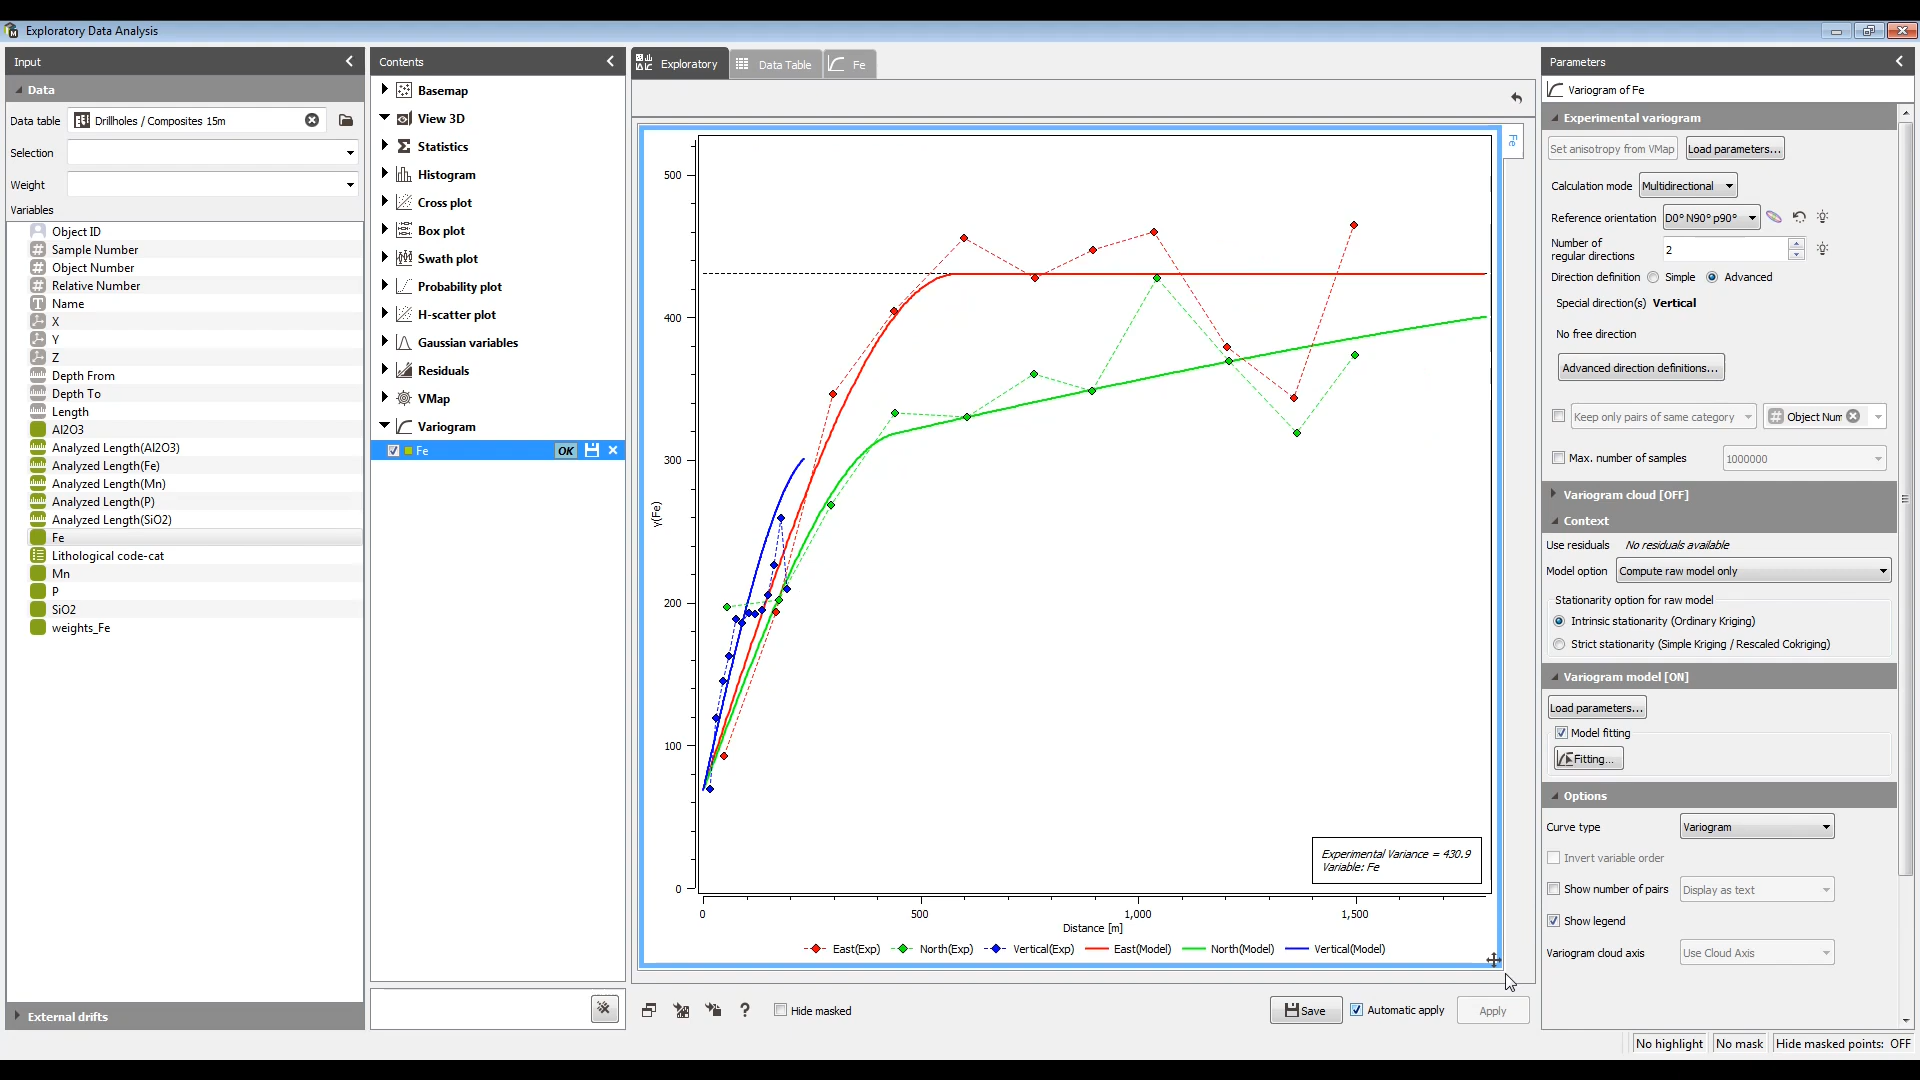 Exploratory Data Analysis
Input
Data
Data table Drillholes / Composites 15m
Selection
Weight
Variables
Object ID
Sample Number
Object Number
Relative Number
Name
X
Y
Z
Depth From
Depth To
Length
Al2O3
Analyzed Length(Al2O3)
Analyzed Length(Fe)
Analyzed Length(Mn)
Analyzed Length(P)
Analyzed Length(SiO2)
Fe
Lithological code-cat
Mn
P
SiO2
weights_Fe
External drifts
Contents
Basemap
View 3D
Statistics
Histogram
Cross plot
Box plot
Swath plot
Probability plot
H-scatter plot
Gaussian variables
Residuals
VMap
Variogram
Fe OK
Exploratory Data Table Fe
Fe
500
400
300
200
100
0
γ(Fe)
Experimental Variance = 430.9
Variable: Fe
0 500 1,000 1,500
Distance [m]
East(Exp) North(Exp) Vertical(Exp) East(Model) North(Model) Vertical(Model)
? Hide masked Save Automatic apply Apply
Parameters
Variogram of Fe
Experimental variogram
Set anisotropy from VMap Load parameters...
Calculation mode Multidirectional
Reference orientation D0° N90° p90°
Number of
regular directions 2
Direction definition Simple Advanced
Special direction(s) Vertical
No free direction
Advanced direction definitions...
Keep only pairs of same category Object Num
Max. number of samples 1000000
Variogram cloud [OFF]
Context
Use residuals No residuals available
Model option Compute raw model only
Stationarity option for raw model
Intrinsic stationarity (Ordinary Kriging)
Strict stationarity (Simple Kriging / Rescaled Cokriging)
Variogram model [ON]
Load parameters...
Model fitting
Fitting...
Options
Curve type Variogram
Invert variable order
Show number of pairs Display as text
Show legend
Variogram cloud axis Use Cloud Axis
No highlight No mask Hide masked points: OFF